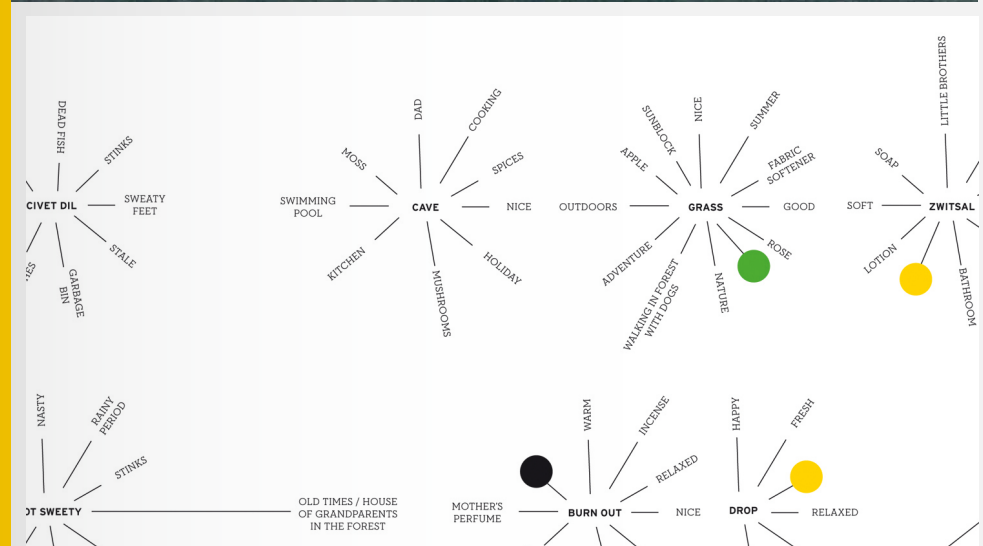 LITTLE BROTHERS
DEAD FISH
STINKS
SWEATY
FEET
STALE
GARBAGE
BIN
CIVET DIL
DAD
COOKING
SPICES
NICE
HOLIDAY
MUSHROOMS
KITCHEN
SWIMMING
POOL
MOSS
CAVE
NICE
SUMMER
FABRIC
SOFTENER
GOOD
ROSE
NATURE
WALKING IN FOREST
WITH DOGS
ADVENTURE
OUTDOORS
APPLE
SUNBLOCK
GRASS
SOAP
SOFT
LOTION
BATHROOM
ZWITSAL
NASTY
RAINY
PERIOD
STINKS
OT SWEETY
OLD TIMES / HOUSE
OF GRANDPARENTS
IN THE FOREST
WARM
INCENSE
RELAXED
NICE
MOTHER'S
PERFUME
BURN OUT
HAPPY
FRESH
RELAXED
DROP